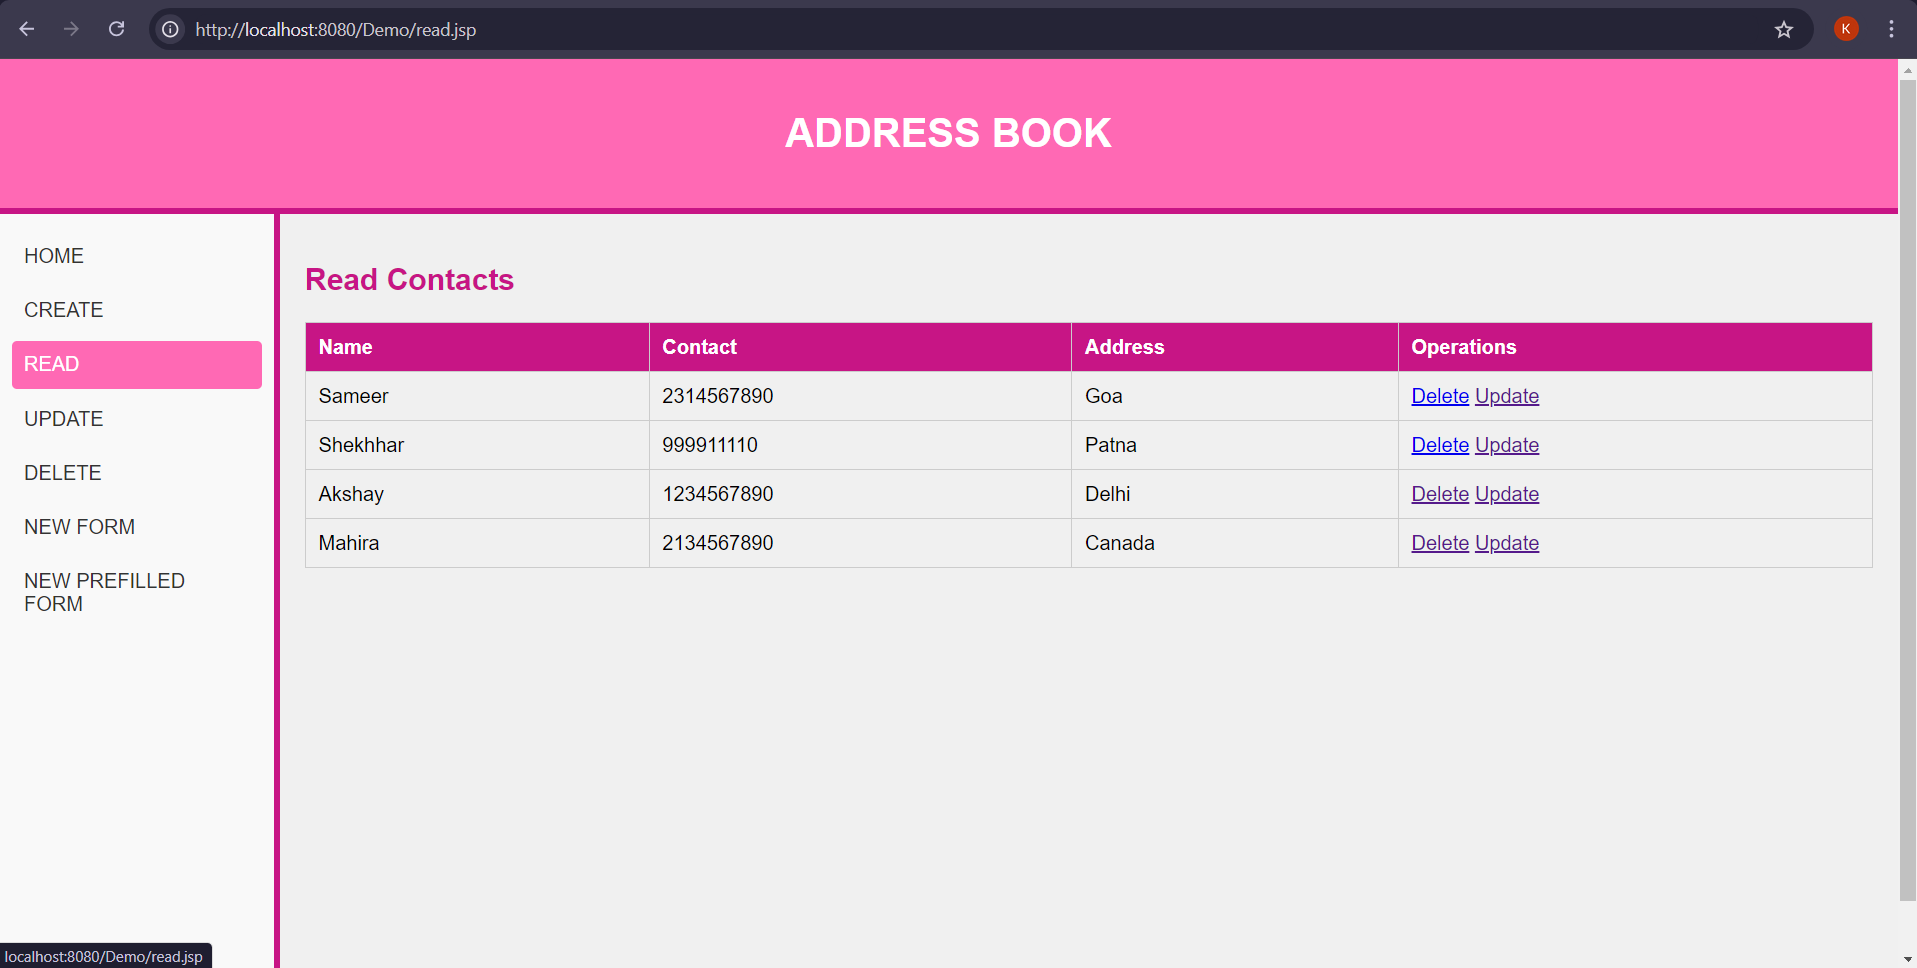 http://localhost:8080/Demo/read.jsp
K
ADDRESS BOOK
HOME
CREATE
READ
UPDATE
DELETE
NEW FORM
NEW PREFILLED
FORM
Read Contacts
Name Contact Address Operations
Sameer 2314567890 Goa Delete Update
Shekhhar 999911110 Patna Delete Update
Akshay 1234567890 Delhi Delete Update
Mahira 2134567890 Canada Delete Update
localhost:8080/Demo/read.jsp